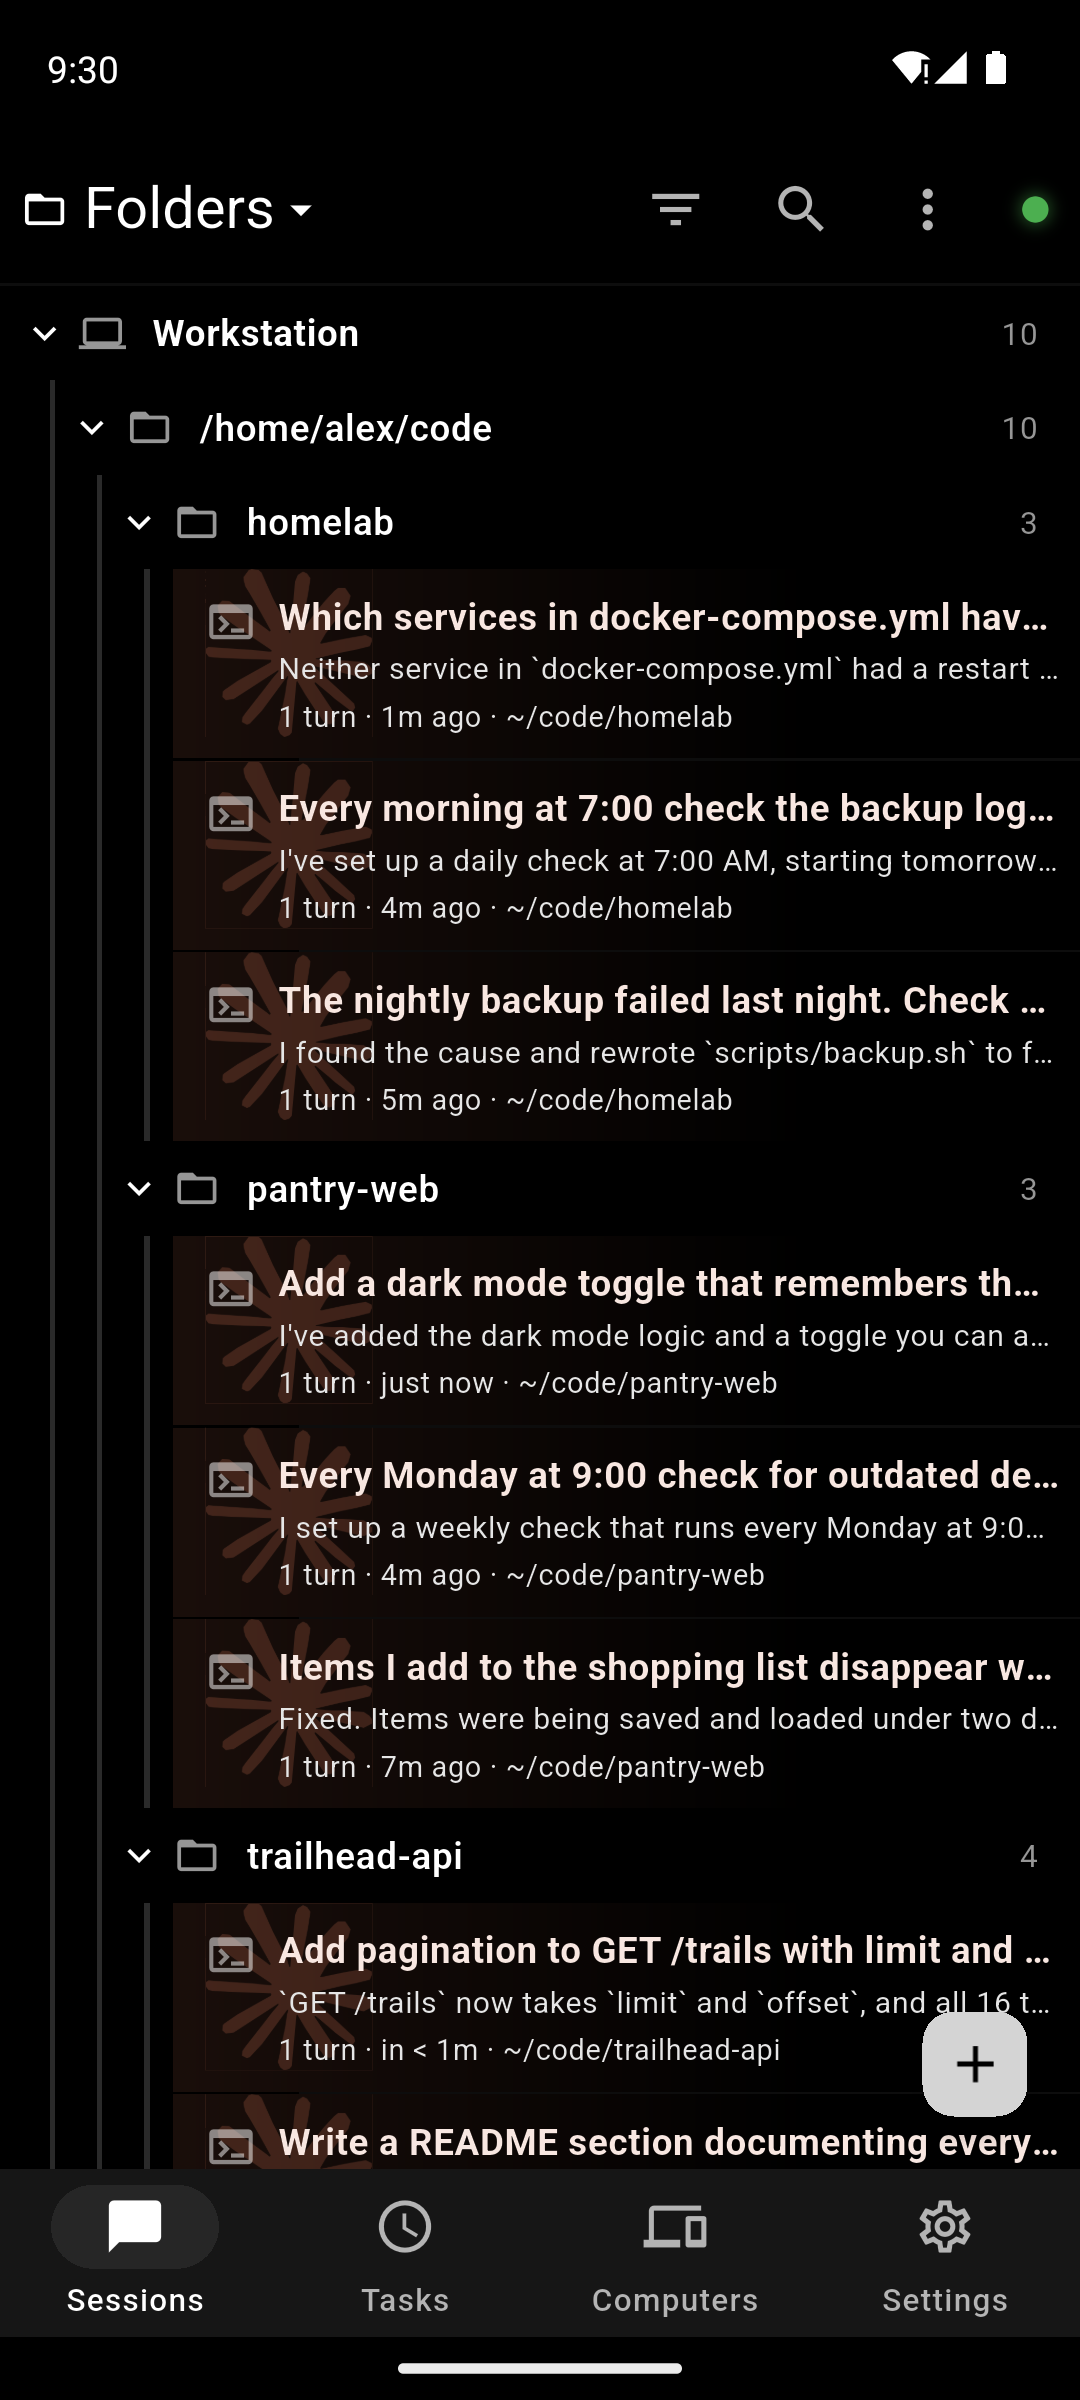 9:30
Folders
Workstation 10
/home/alex/code 10
homelab 3
Which services in docker-compose.yml hav…
Neither service in `docker-compose.yml` had a restart …
1 turn · 1m ago · ~/code/homelab
Every morning at 7:00 check the backup log…
I've set up a daily check at 7:00 AM, starting tomorrow…
1 turn · 4m ago · ~/code/homelab
The nightly backup failed last night. Check …
I found the cause and rewrote `scripts/backup.sh` to f…
1 turn · 5m ago · ~/code/homelab
pantry-web 3
Add a dark mode toggle that remembers th…
I've added the dark mode logic and a toggle you can a…
1 turn · just now · ~/code/pantry-web
Every Monday at 9:00 check for outdated de…
I set up a weekly check that runs every Monday at 9:0…
1 turn · 4m ago · ~/code/pantry-web
Items I add to the shopping list disappear w…
Fixed. Items were being saved and loaded under two d…
1 turn · 7m ago · ~/code/pantry-web
trailhead-api 4
Add pagination to GET /trails with limit and …
`GET /trails` now takes `limit` and `offset`, and all 16 t…
1 turn · in < 1m · ~/code/trailhead-api
Write a README section documenting every…
Sessions Tasks Computers Settings